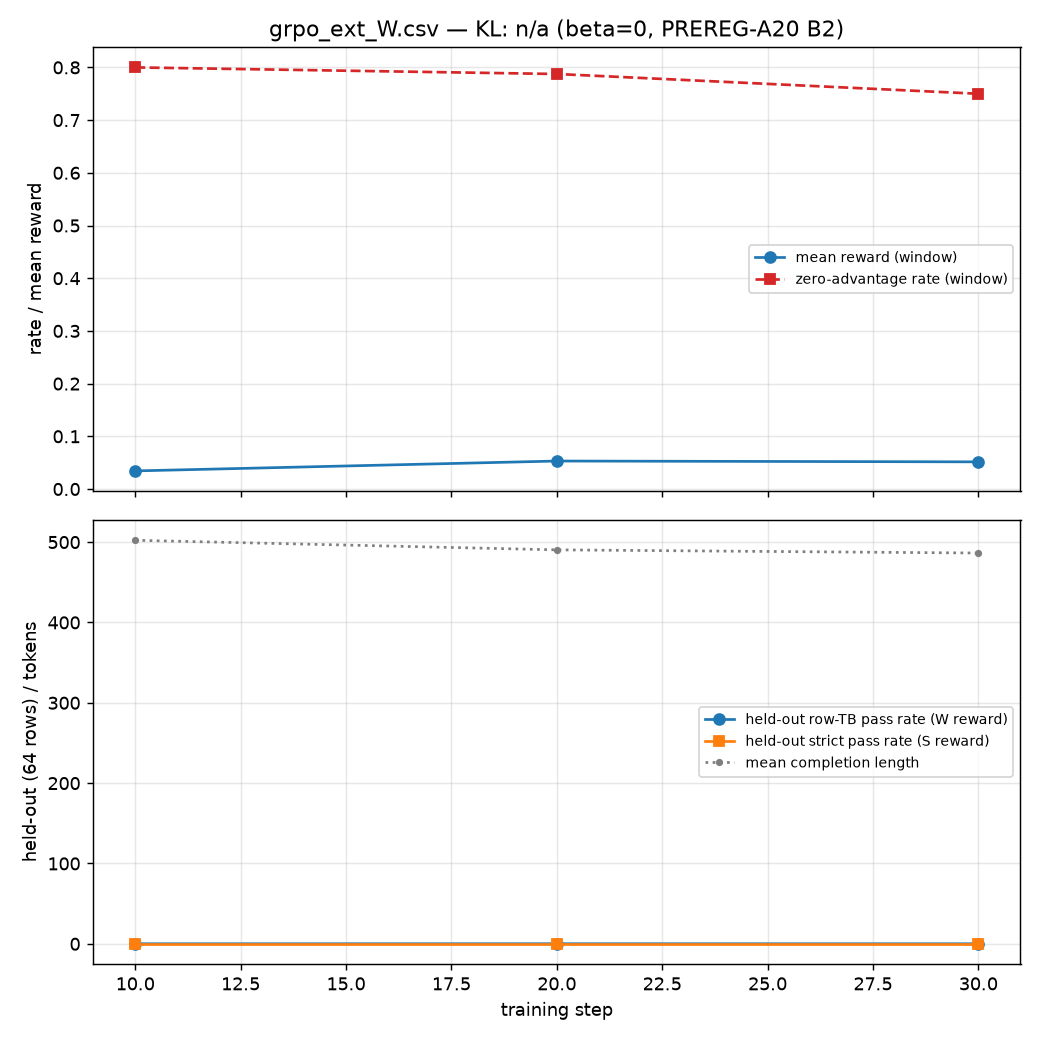 grpo_ext_W.csv — KL: n/a (beta=0, PREREG-A20 B2)
rate / mean reward
0.8
0.7
0.6
0.5
0.4
0.3
0.2
0.1
0.0
mean reward (window)
zero-advantage rate (window)
held-out (64 rows) / tokens
500
400
300
200
100
0
held-out row-TB pass rate (W reward)
held-out strict pass rate (S reward)
mean completion length
10.0 12.5 15.0 17.5 20.0 22.5 25.0 27.5 30.0
training step